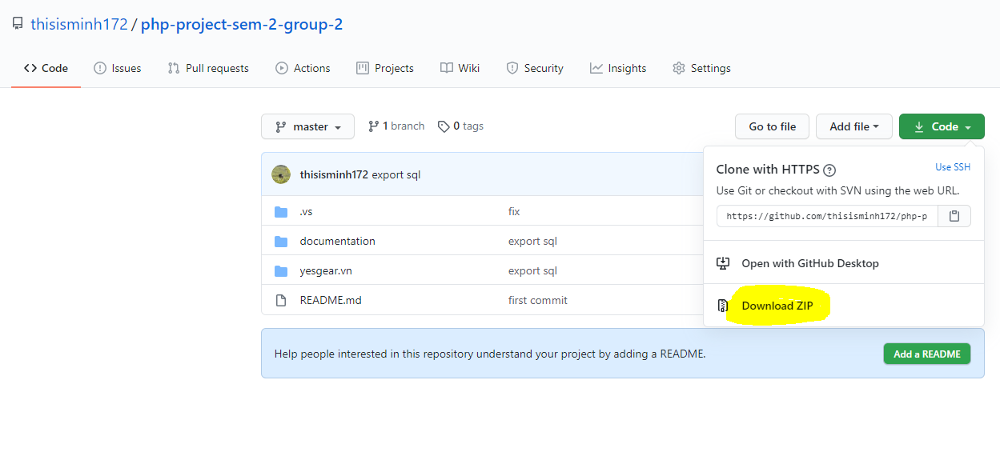 thisisminh172 / php-project-sem-2-group-2
Code Issues Pull requests Actions Projects Wiki Security Insights Settings
master 1 branch 0 tags Go to file Add file Code
thisisminh172 export sql
.vs fix
documentation export sql
yesgear.vn export sql
README.md first commit
Clone with HTTPS ? Use SSH
Use Git or checkout with SVN using the web URL.
https://github.com/thisisminh172/php-p
Open with GitHub Desktop
Download ZIP
Help people interested in this repository understand your project by adding a README. Add a README